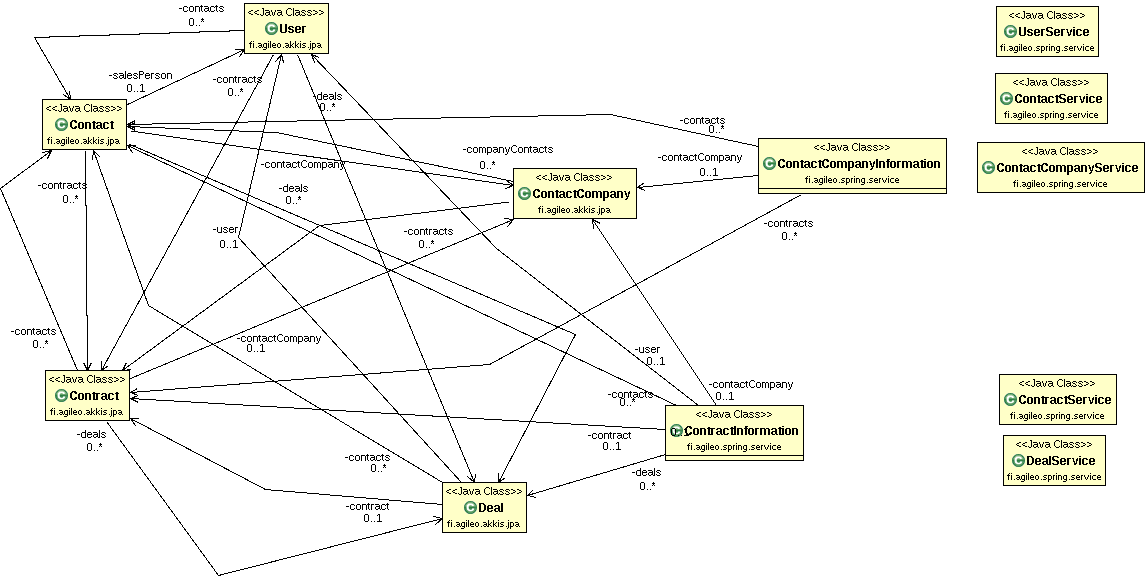 -contacts
0..*
<<Java Class>>
User
fi.agileo.akkis.jpa
<<Java Class>>
UserService
fi.agileo.spring.service
-salesPerson
0..1
-contracts
0..*
-deals
0..*
<<Java Class>>
ContactService
fi.agileo.spring.service
<<Java Class>>
Contact
fi.agileo.akkis.jpa
-contacts
0..*
-companyContacts
0..*
-contactCompany
-contactCompany
0..1
<<Java Class>>
ContactCompanyInformation
fi.agileo.spring.service
<<Java Class>>
ContactCompanyService
fi.agileo.spring.service
-contracts
0..*
-deals
0..*
<<Java Class>>
ContactCompany
fi.agileo.akkis.jpa
-user
0..1
-contracts
0..*
-contracts
0..*
-contacts
0..*
-contactCompany
0..1
-user
0..1
<<Java Class>>
Contract
fi.agileo.akkis.jpa
-contactCompany
0..1
-contacts
0..*
<<Java Class>>
ContractService
fi.agileo.spring.service
<<Java Class>>
ContractInformation
fi.agileo.spring.service
-deals
0..*
-contract
0..1
-contacts
0..*
-deals
0..*
<<Java Class>>
DealService
fi.agileo.spring.service
-contract
0..1
<<Java Class>>
Deal
fi.agileo.akkis.jpa